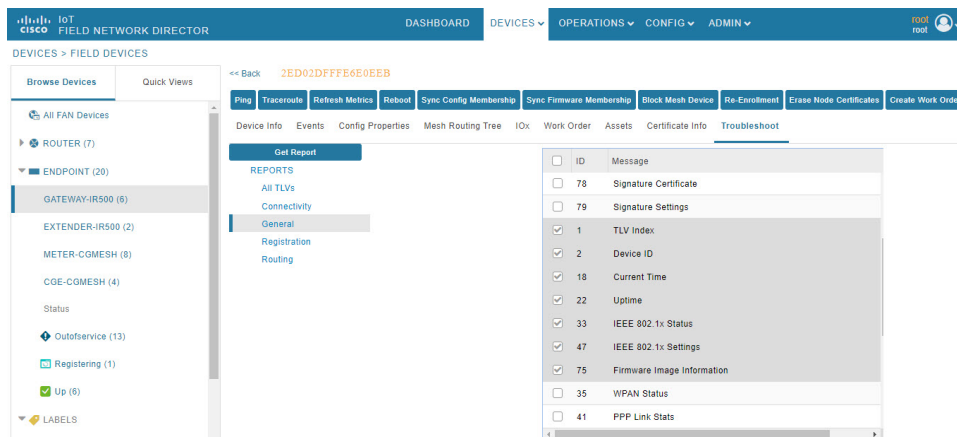 IoT
CISCO FIELD NETWORK DIRECTOR
DASHBOARD DEVICES OPERATIONS CONFIG ADMIN
root
root
DEVICES > FIELD DEVICES
Browse Devices Quick Views
All FAN Devices
ROUTER (7)
ENDPOINT (20)
GATEWAY-IR500 (6)
EXTENDER-IR500 (2)
METER-CGMESH (8)
CGE-CGMESH (4)
Status
Outofservice (13)
Registering (1)
Up (6)
LABELS
<< Back 2ED02DFFFE6E0EEB
Ping Traceroute Refresh Metrics Reboot Sync Config Membership Sync Firmware Membership Block Mesh Device Re-Enrollment Erase Node Certificates Create Work Orde
Device Info Events Config Properties Mesh Routing Tree IOx Work Order Assets Certificate Info Troubleshoot
Get Report
REPORTS
All TLVs
Connectivity
General
Registration
Routing
ID Message
78 Signature Certificate
79 Signature Settings
1 TLV Index
2 Device ID
18 Current Time
22 Uptime
33 IEEE 802.1x Status
47 IEEE 802.1x Settings
75 Firmware Image Information
35 WPAN Status
41 PPP Link Stats